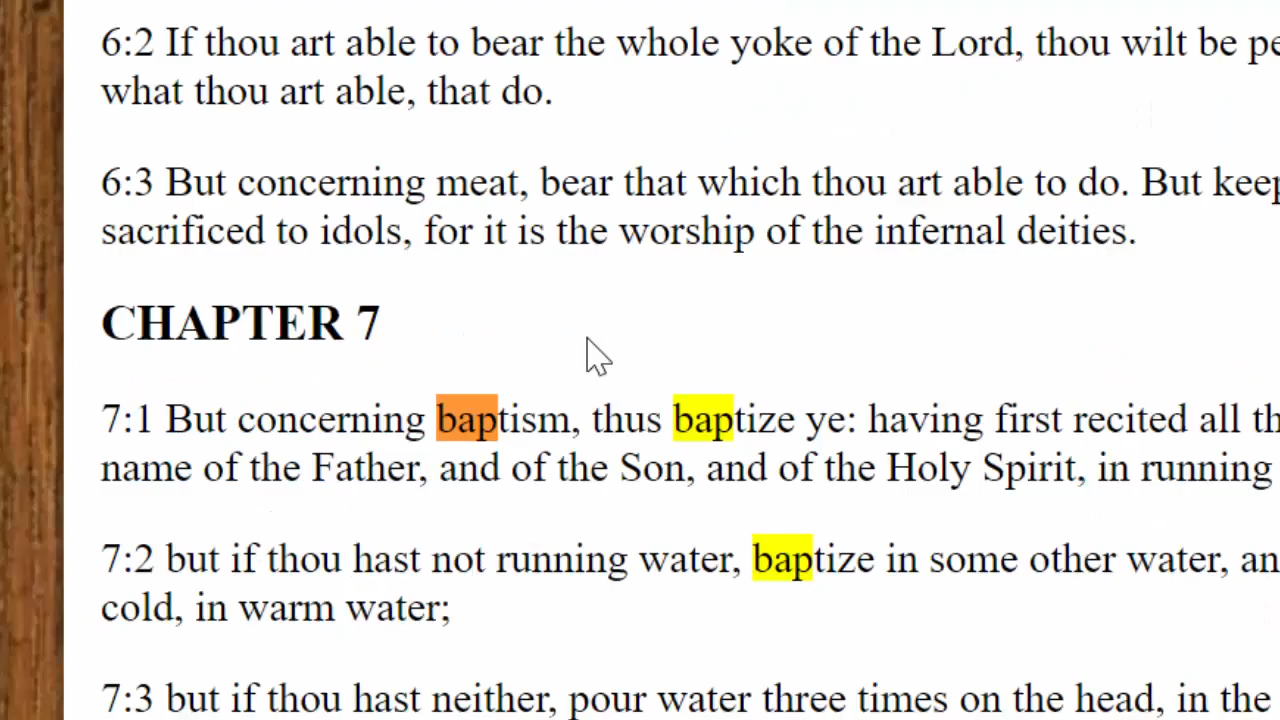 6:2 If thou art able to bear the whole yoke of the Lord, thou wilt be pe
what thou art able, that do.
6:3 But concerning meat, bear that which thou art able to do. But keep
sacrificed to idols, for it is the worship of the infernal deities.
CHAPTER 7
7:1 But concerning baptism, thus baptize ye: having first recited all th
name of the Father, and of the Son, and of the Holy Spirit, in running
7:2 but if thou hast not running water, baptize in some other water, an
cold, in warm water;
7:3 but if thou hast neither, pour water three times on the head, in the